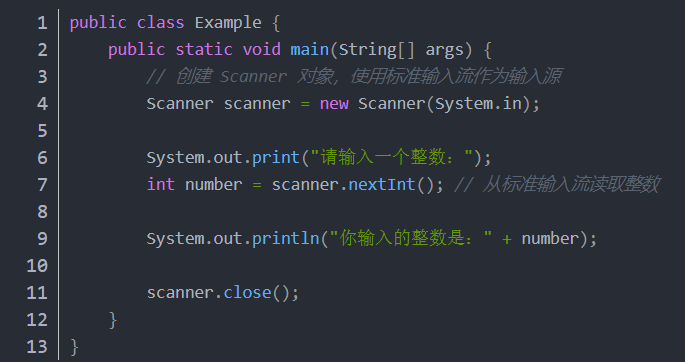 1 public class Example {
2 public static void main(String[] args) {
3 // 创建 Scanner 对象，使用标准输入流作为输入源
4 Scanner scanner = new Scanner(System.in);
5
6 System.out.print("请输入一个整数：");
7 int number = scanner.nextInt(); // 从标准输入流读取整数
8
9 System.out.println("你输入的整数是：" + number);
10
11 scanner.close();
12 }
13 }